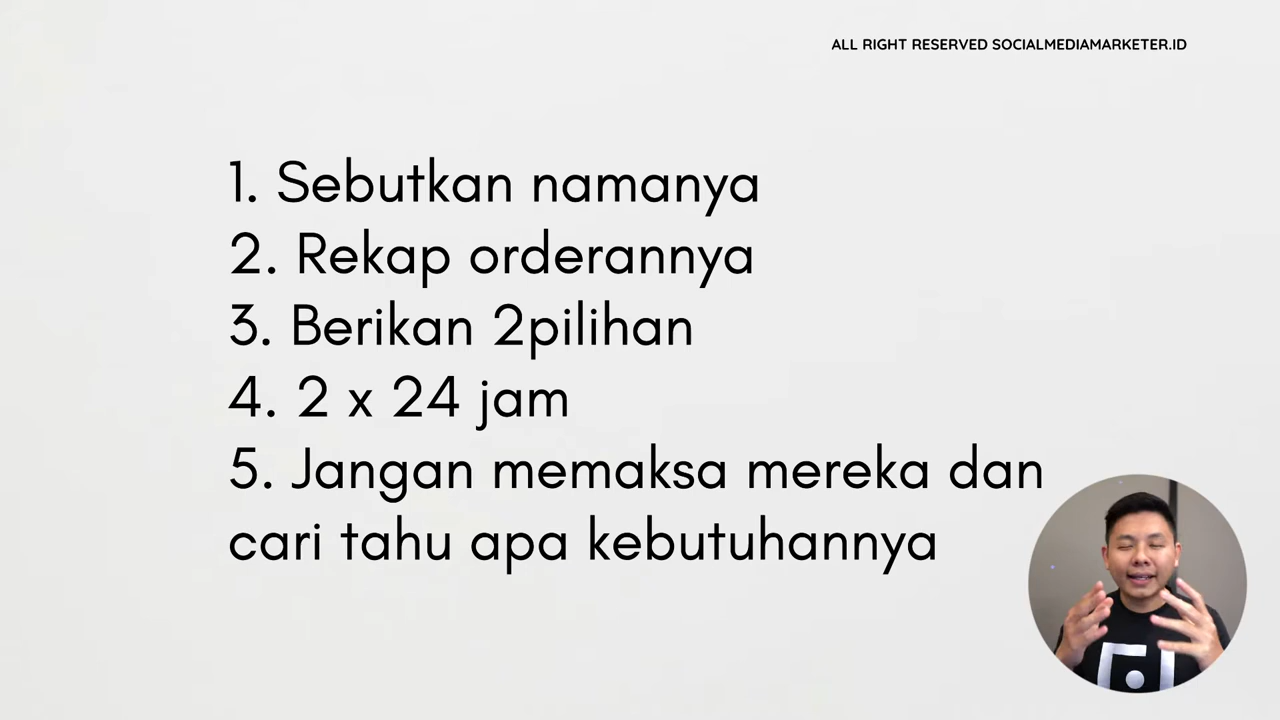 ALL RIGHT RESERVED SOCIALMEDIAMARKETER.ID
1. Sebutkan namanya
2. Rekap orderannya
3. Berikan 2pilihan
4. 2 x 24 jam
5. Jangan memaksa mereka dan
cari tahu apa kebutuhannya